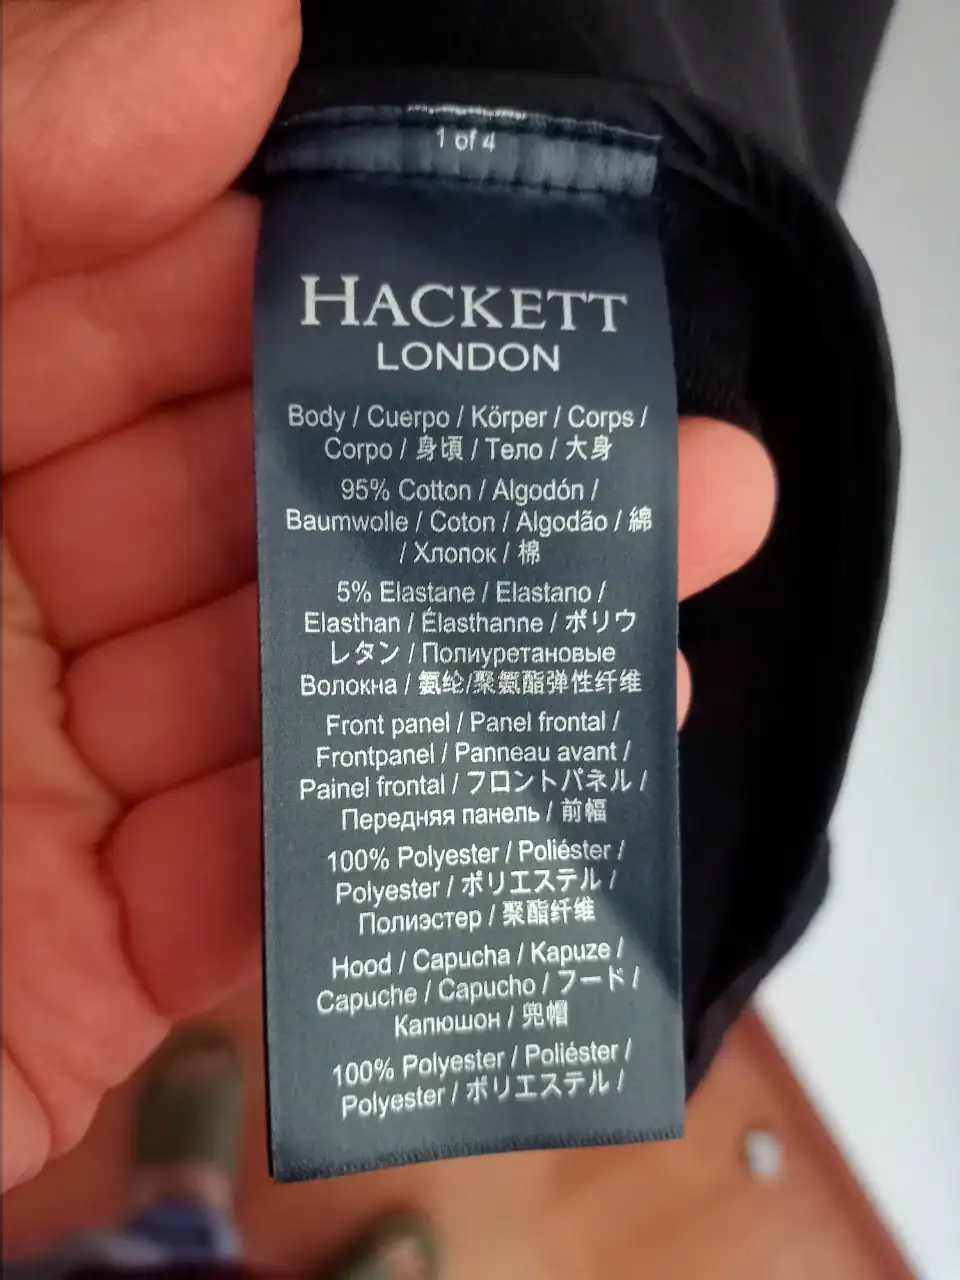 1 of 4
HACKETT
LONDON
Body / Cuerpo / Körper / Corps /
Corpo / 身頃 / Тело / 大身
95% Cotton / Algodón /
Baumwolle / Coton / Algodão / 綿
/ Хлопок / 棉
5% Elastane / Elastano /
Elasthan / Élasthanne / ポリウ
レタン / Полиуретановые
Волокна / 氨纶/聚氨酯弹性纤维
Front panel / Panel frontal /
Frontpanel / Panneau avant /
Painel frontal / フロントパネル /
Передняя панель / 前幅
100% Polyester / Poliéster /
Polyester / ポリエステル /
Полиэстер / 聚酯纤维
Hood / Capucha / Kapuze /
Capuche / Capucho / フード /
Капюшон / 兜帽
100% Polyester / Poliéster /
Polyester / ポリエステル /